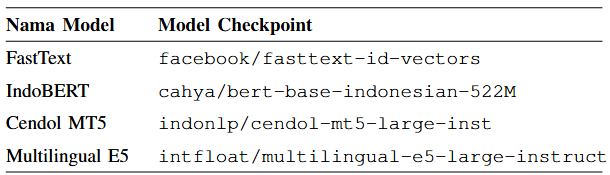 Nama Model Model Checkpoint
FastText facebook/fasttext-id-vectors
IndoBERT cahya/bert-base-indonesian-522M
Cendol MT5 indonlp/cendol-mt5-large-inst
Multilingual E5 intfloat/multilingual-e5-large-instruct